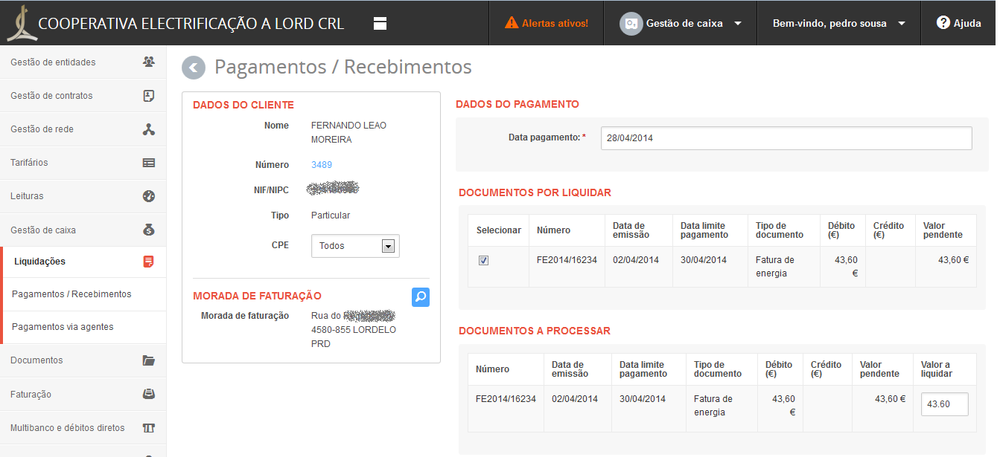 COOPERATIVA ELECTRIFICAÇÃO A LORD CRL
Alertas ativos!
Gestão de caixa
Bem-vindo, pedro sousa
Ajuda
Gestão de entidades
Gestão de contratos
Gestão de rede
Tarifários
Leituras
Gestão de caixa
Liquidações
Pagamentos / Recebimentos
Pagamentos via agentes
Documentos
Faturação
Multibanco e débitos diretos
Pagamentos / Recebimentos
DADOS DO CLIENTE
Nome FERNANDO LEAO
MOREIRA
Número 3489
NIF/NIPC
Tipo Particular
CPE Todos
MORADA DE FATURAÇÃO
Morada de faturação Rua do
4580-855 LORDELO
PRD
DADOS DO PAGAMENTO
Data pagamento: * 28/04/2014
DOCUMENTOS POR LIQUIDAR
Selecionar Número Data de emissão Data limite pagamento Tipo de documento Débito (€) Crédito (€) Valor pendente
FE2014/16234 02/04/2014 30/04/2014 Fatura de energia 43,60 € 43,60 €
DOCUMENTOS A PROCESSAR
Número Data de emissão Data limite pagamento Tipo de documento Débito (€) Crédito (€) Valor pendente Valor a liquidar
FE2014/16234 02/04/2014 30/04/2014 Fatura de energia 43,60 € 43,60 € 43.60